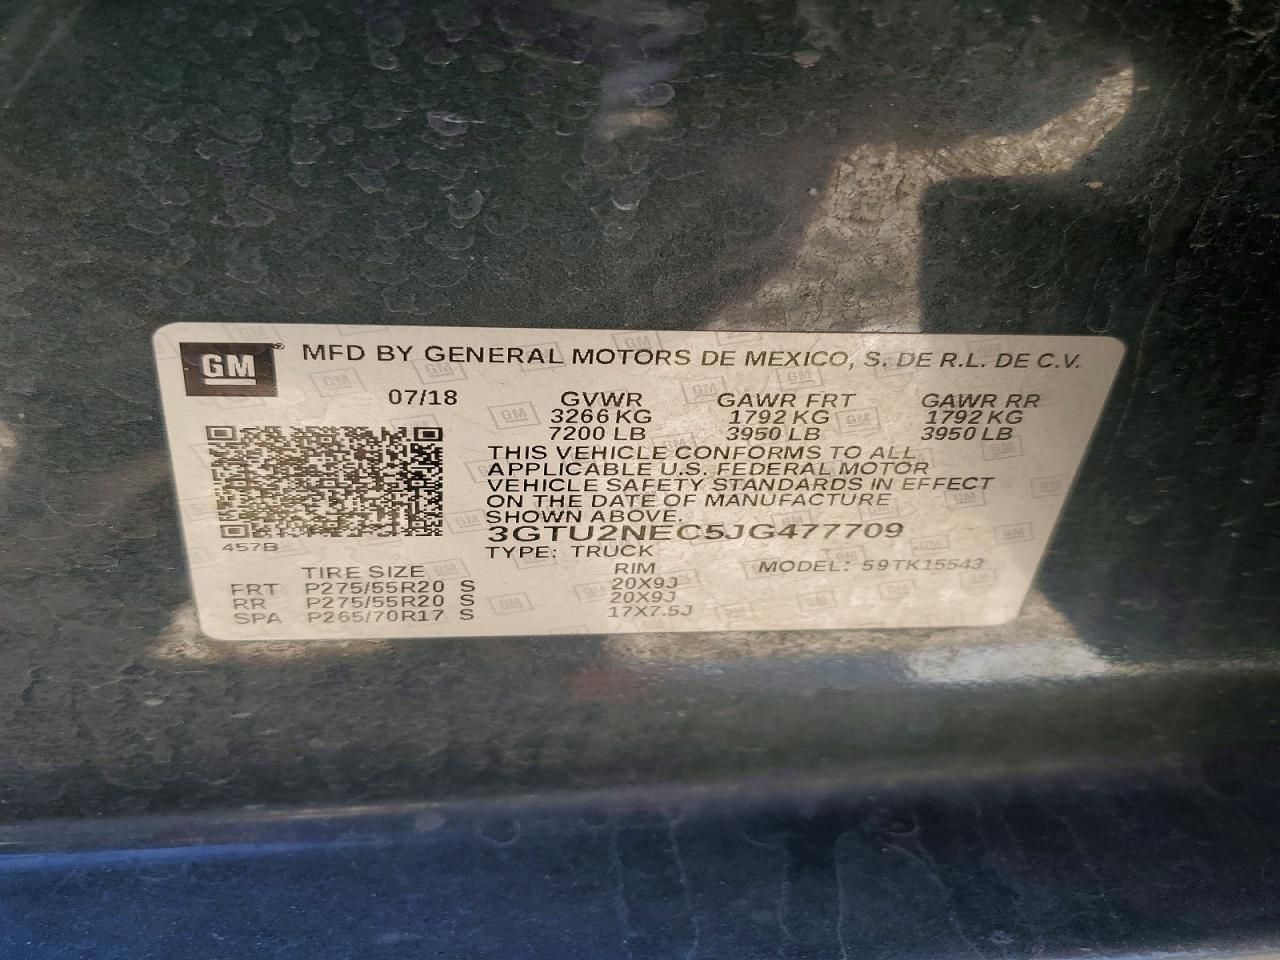 GM® MFD BY GENERAL MOTORS DE MEXICO, S. DE R.L. DE C.V.
07/18 GVWR GAWR FRT GAWR RR
3266 KG 1792 KG 1792 KG
7200 LB 3950 LB 3950 LB
THIS VEHICLE CONFORMS TO ALL
APPLICABLE U.S. FEDERAL MOTOR
VEHICLE SAFETY STANDARDS IN EFFECT
ON THE DATE OF MANUFACTURE
SHOWN ABOVE.
3GTU2NEC5JG477709
457B
TYPE: TRUCK
MODEL: 59TK15543
TIRE SIZE RIM
FRT P275/55R20 S 20X9J
RR P275/55R20 S 20X9J
SPA P265/70R17 S 17X7.5J